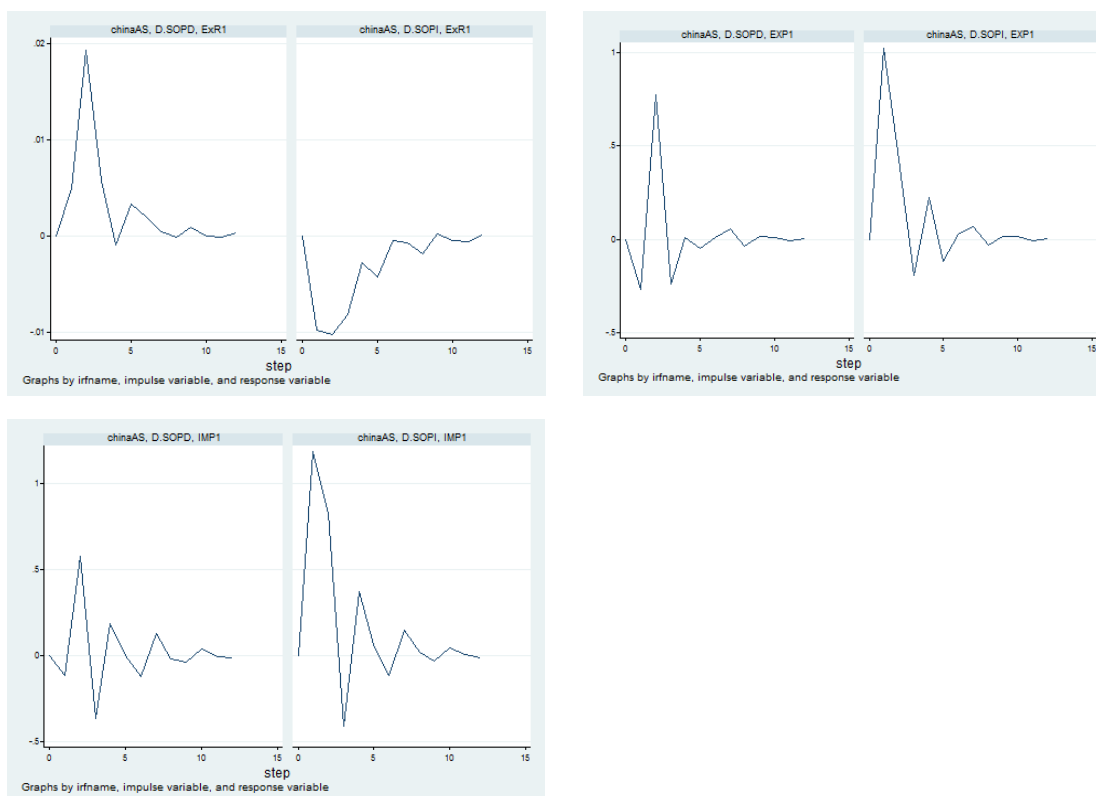 chinaAS, D.SOPD, ExR1 chinaAS, D.SOPI, ExR1
.02
.01
0
-.01
0 5 10 15 0 5 10 15
step
Graphs by irfname, impulse variable, and response variable
chinaAS, D.SOPD, EXP1 chinaAS, D.SOPI, EXP1
1
.5
0
-.5
0 5 10 15 0 5 10 15
step
Graphs by irfname, impulse variable, and response variable
chinaAS, D.SOPD, IMP1 chinaAS, D.SOPI, IMP1
1
.5
0
-.5
0 5 10 15 0 5 10 15
step
Graphs by irfname, impulse variable, and response variable